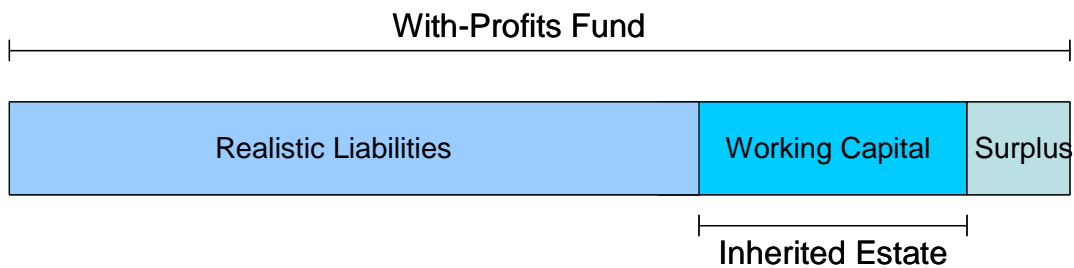 With-Profits Fund
Realistic Liabilities
Working Capital
Surplus
Inherited Estate